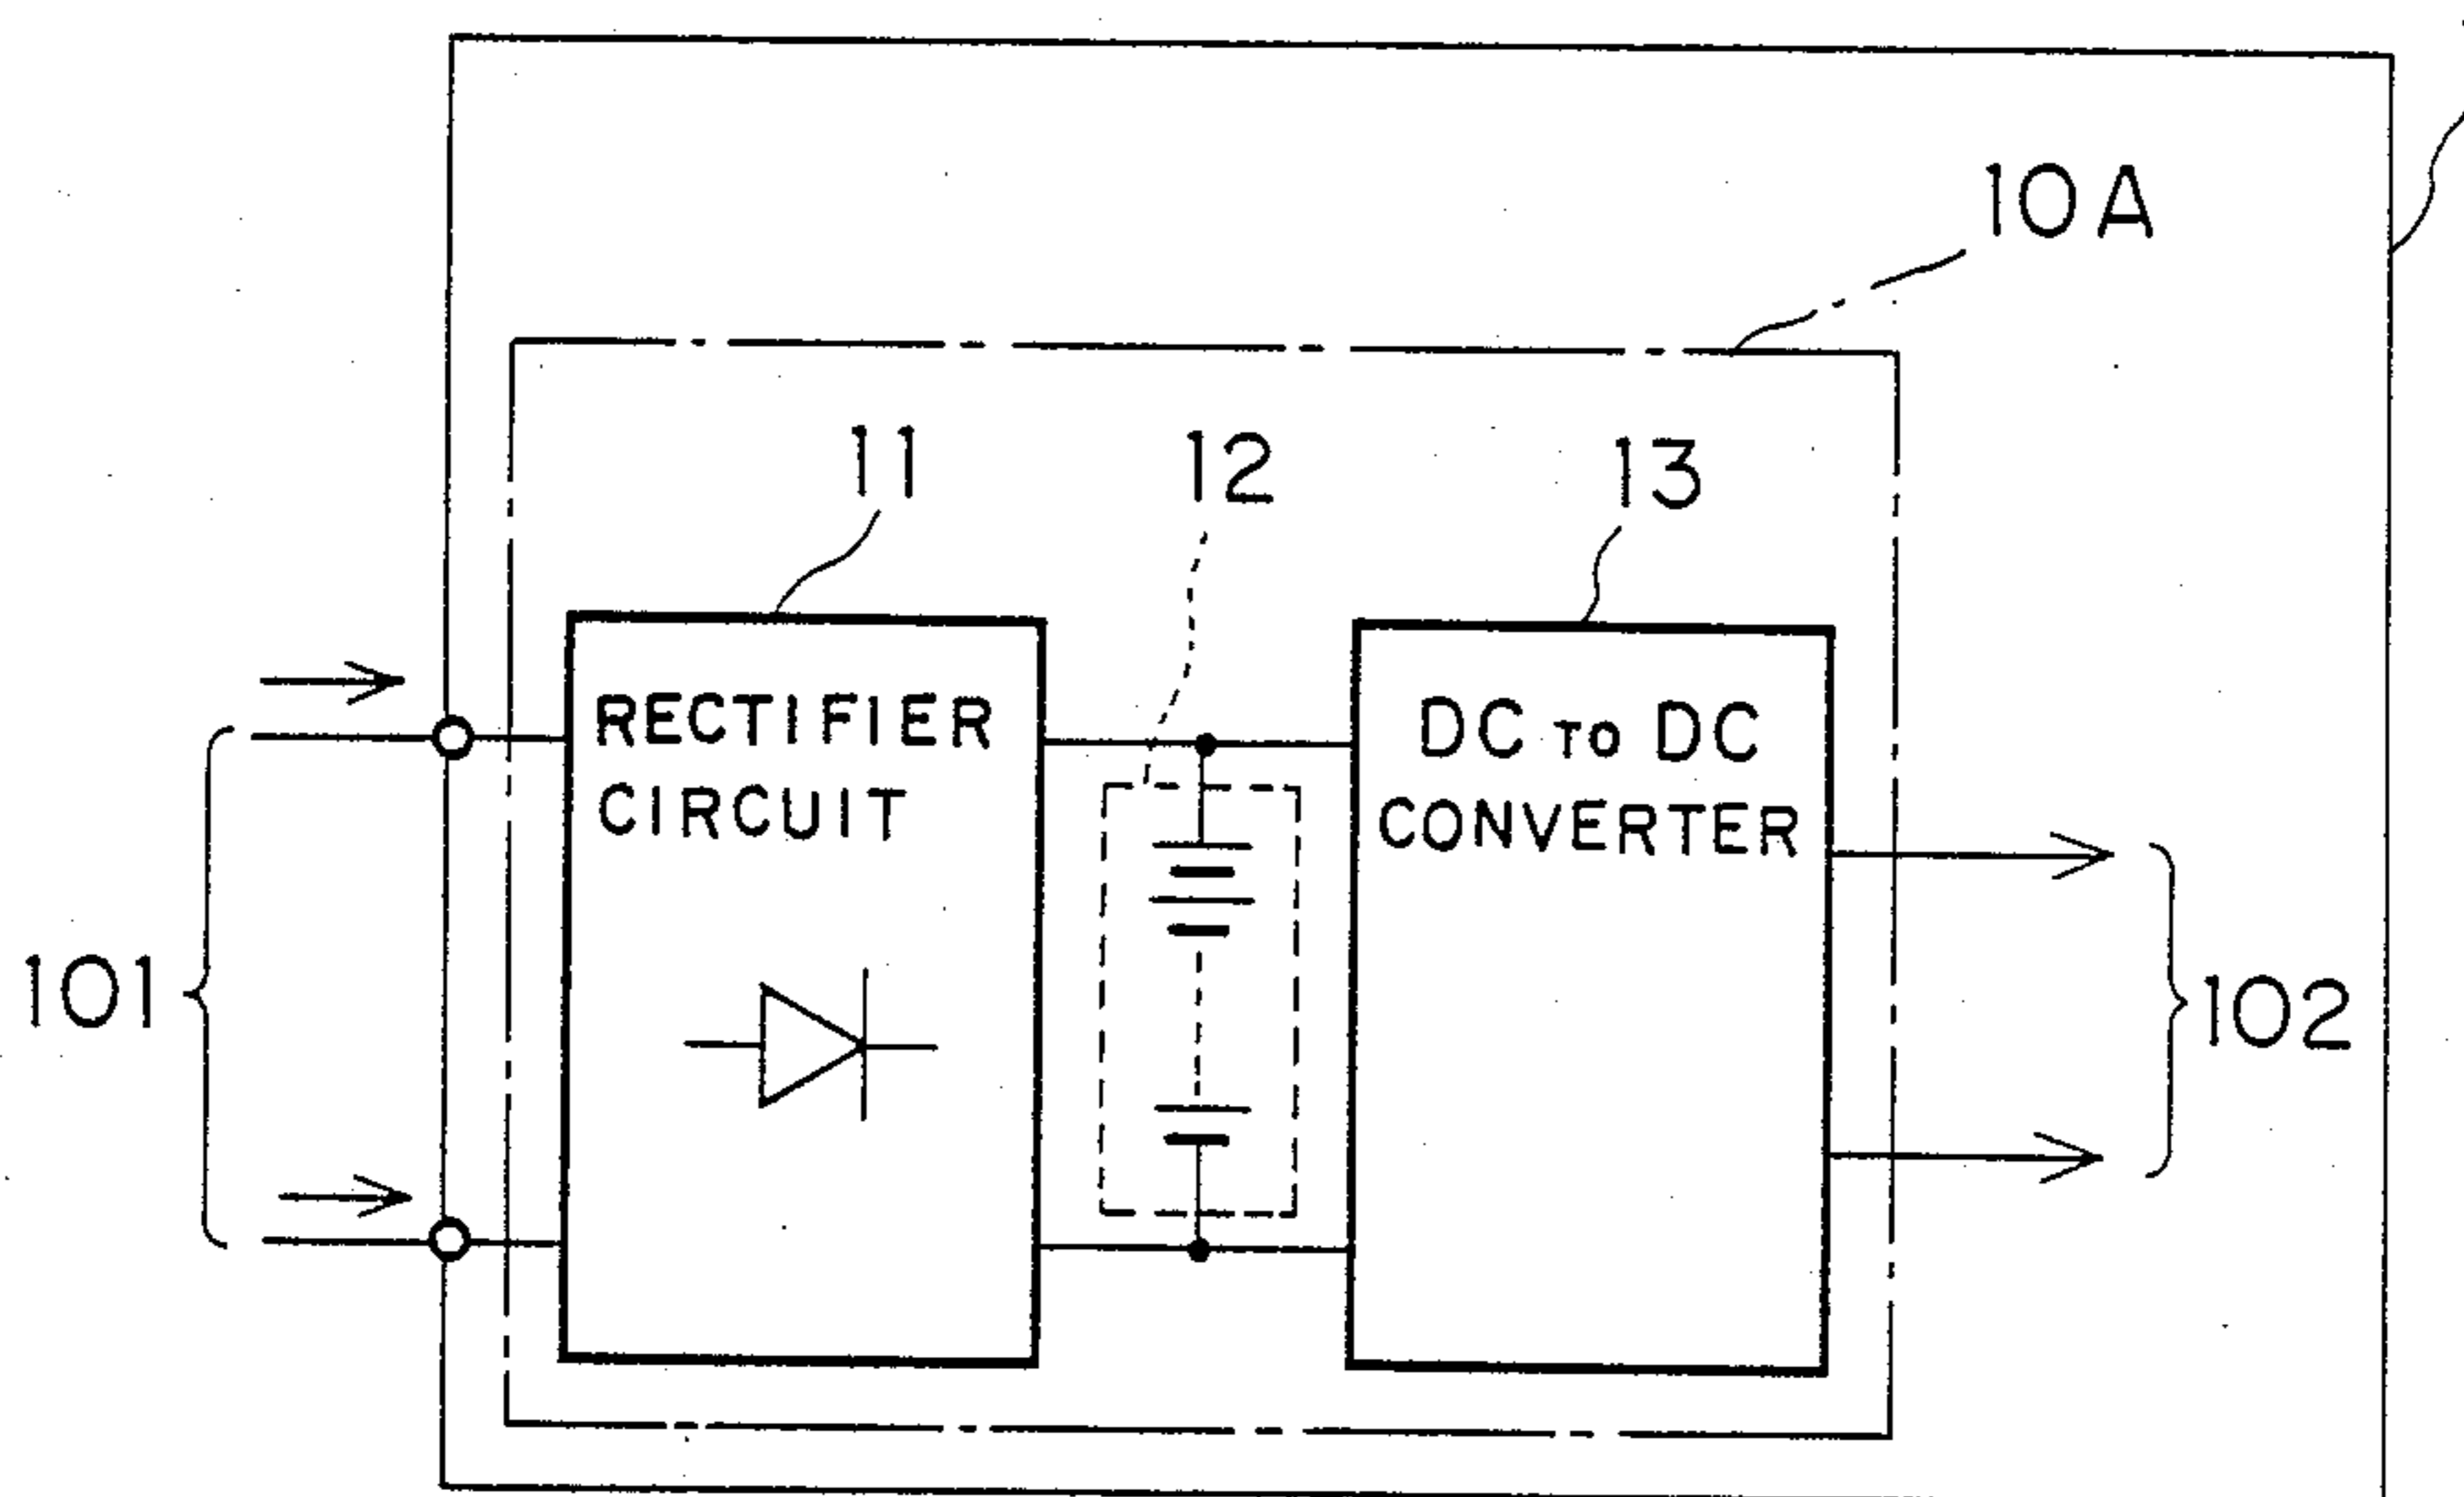 10A
11
12
13
RECTIFIER
CIRCUIT
DC TO DC
CONVERTER
101
102